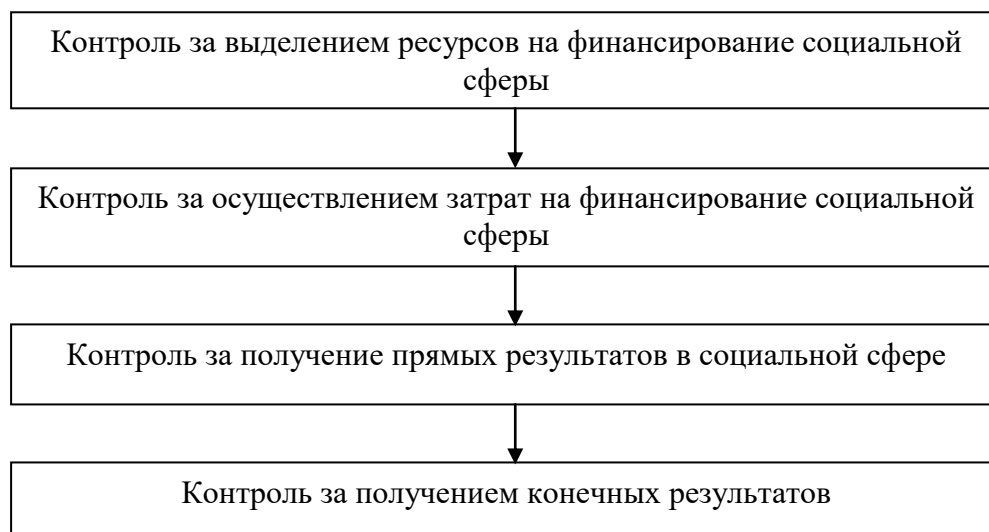 Контроль за выделением ресурсов на финансирование социальной
сферы
Контроль за осуществлением затрат на финансирование социальной
сферы
Контроль за получение прямых результатов в социальной сфере
Контроль за получением конечных результатов